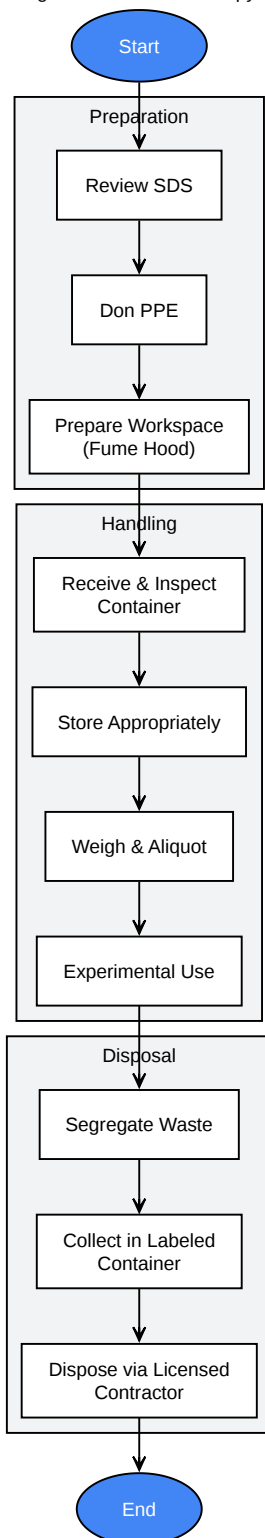 Start
Preparation
Review SDS
Don PPE
Prepare Workspace
(Fume Hood)
Handling
Receive & Inspect
Container
Store Appropriately
Weigh & Aliquot
Experimental Use
Disposal
Segregate Waste
Collect in Labeled
Container
Dispose via Licensed
Contractor
End